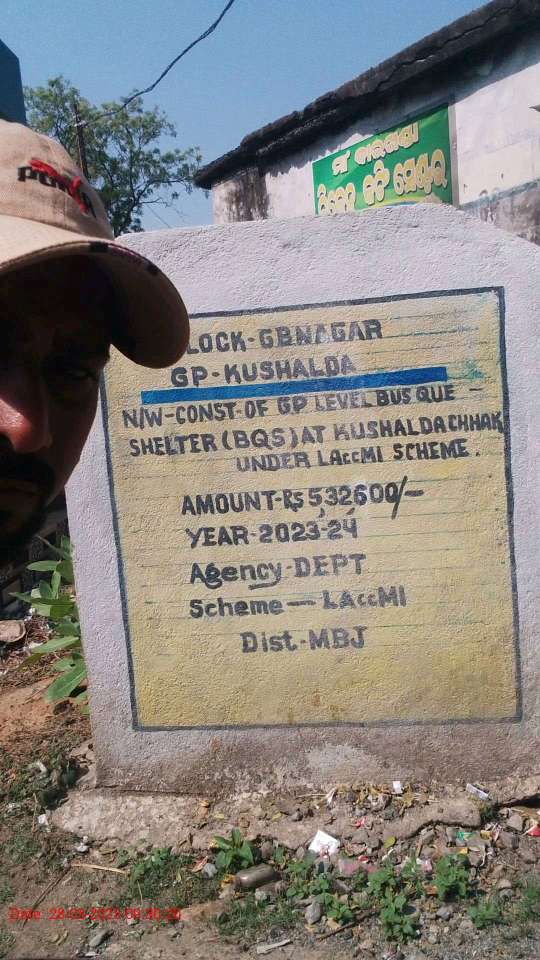 PUMA
ମାଁ
LOCK-GBNAGAR
GP-KUSHALDA
N/W-CONST-OF GP LEVEL BUS QUE -
SHELTER (BQS) AT KUSHALDACHHAK
UNDER LAccMI SCHEME.
AMOUNT-Rs 532600/-
YEAR-2023-24
Agency-DEPT
Scheme - LAccMI
Dist-MBJ